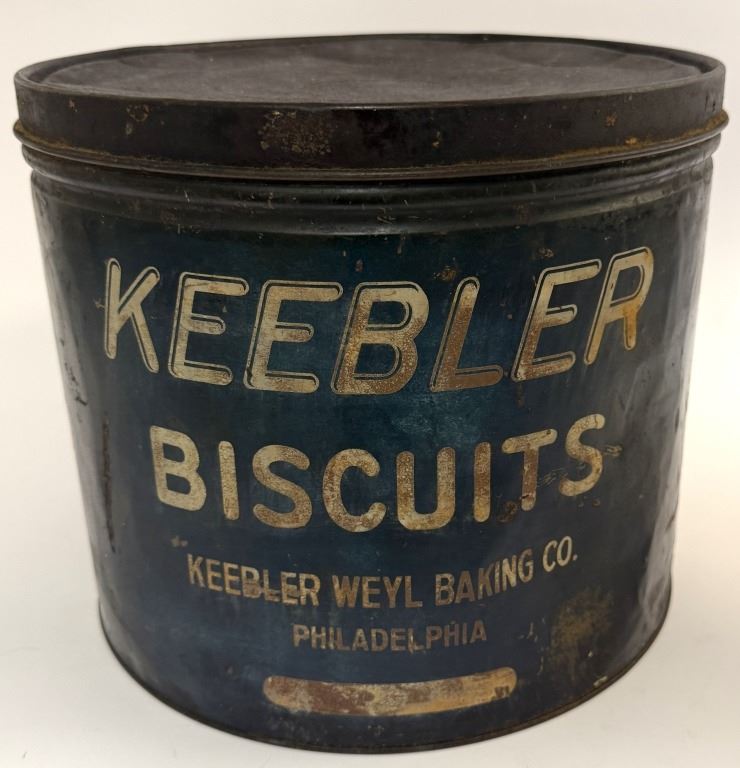 KEEBLER
BISCUITS
KEEBLER WEYL BAKING CO.
PHILADELPHIA